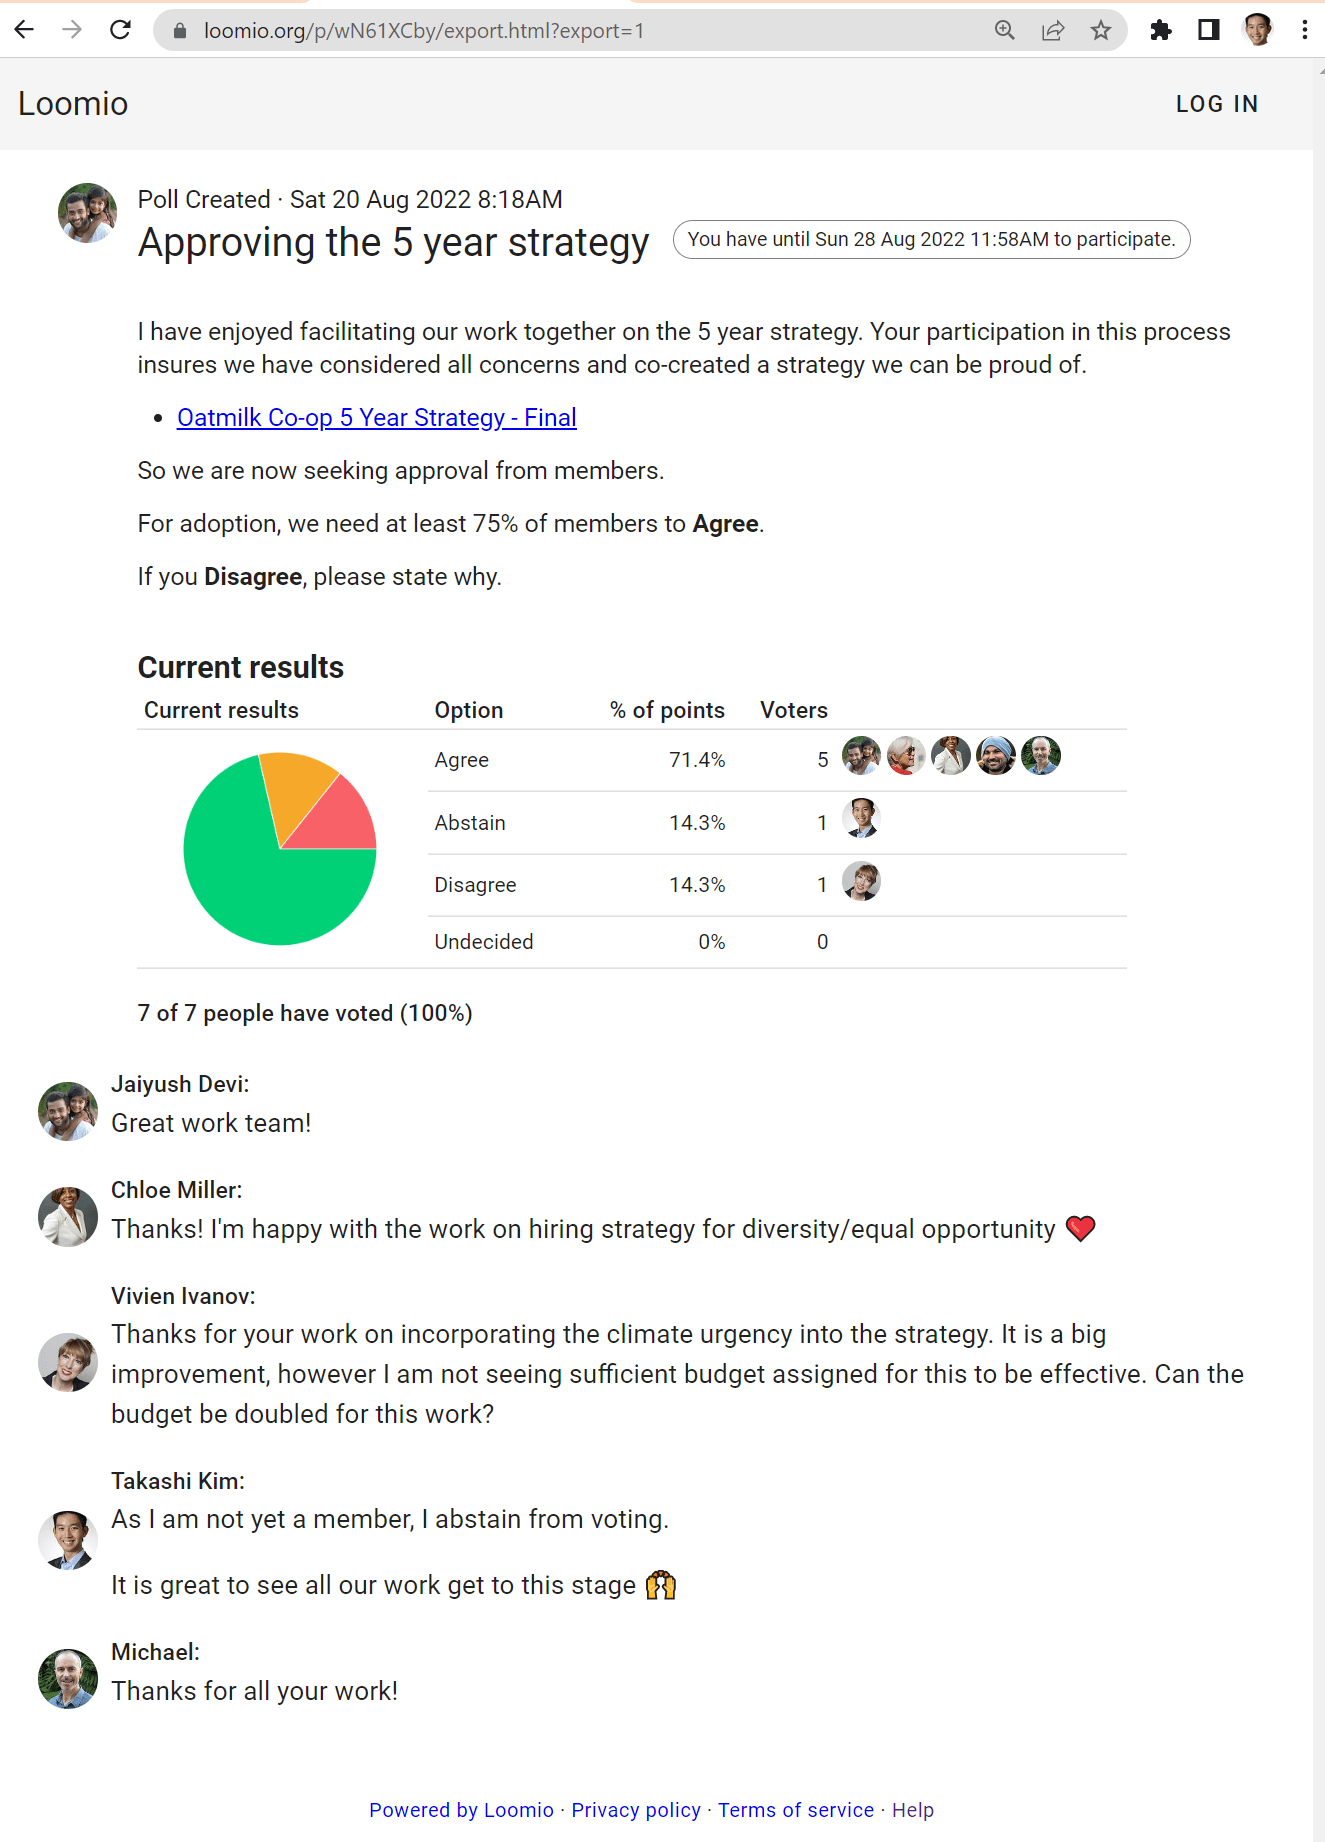 loomio.org/p/wN61XCby/export.html?export=1
Loomio
LOG IN
Poll Created · Sat 20 Aug 2022 8:18AM
Approving the 5 year strategy
You have until Sun 28 Aug 2022 11:58AM to participate.
I have enjoyed facilitating our work together on the 5 year strategy. Your participation in this process
insures we have considered all concerns and co-created a strategy we can be proud of.
• Oatmilk Co-op 5 Year Strategy - Final
So we are now seeking approval from members.
For adoption, we need at least 75% of members to Agree.
If you Disagree, please state why.
Current results
Current results Option % of points Voters
Agree 71.4% 5
Abstain 14.3% 1
Disagree 14.3% 1
Undecided 0% 0
7 of 7 people have voted (100%)
Jaiyush Devi:
Great work team!
Chloe Miller:
Thanks! I'm happy with the work on hiring strategy for diversity/equal opportunity ❤️
Vivien Ivanov:
Thanks for your work on incorporating the climate urgency into the strategy. It is a big
improvement, however I am not seeing sufficient budget assigned for this to be effective. Can the
budget be doubled for this work?
Takashi Kim:
As I am not yet a member, I abstain from voting.
It is great to see all our work get to this stage 🙌
Michael:
Thanks for all your work!
Powered by Loomio · Privacy policy · Terms of service · Help